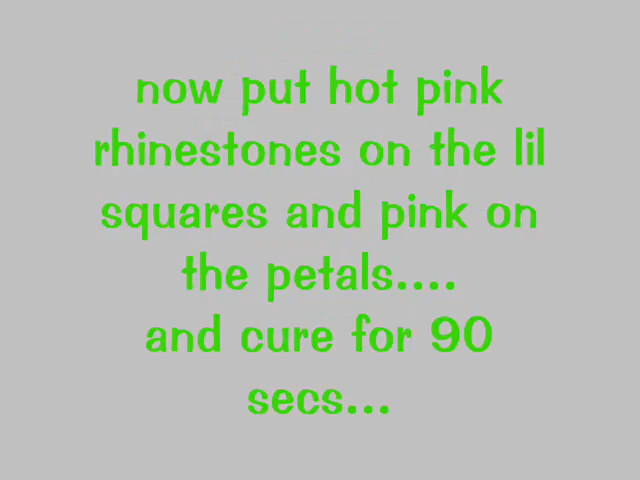 now put hot pink
rhinestones on the lil
squares and pink on
the petals....
and cure for 90
secs...